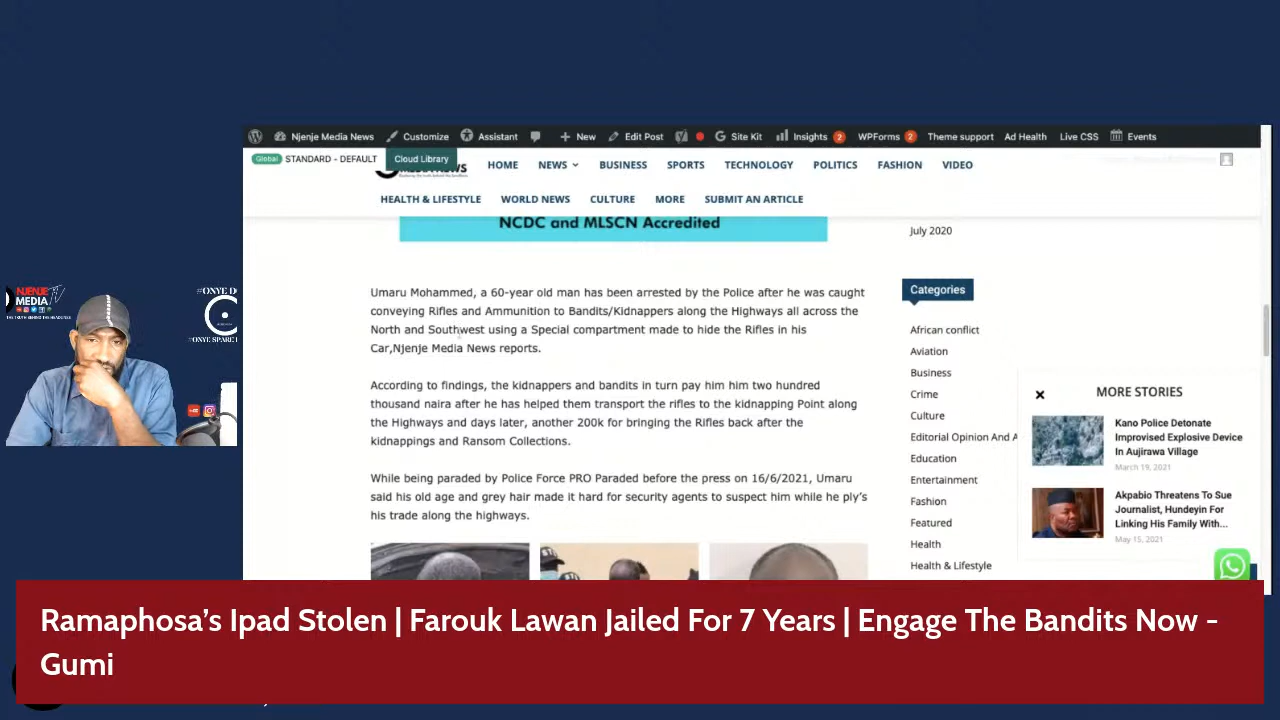 Njenje Media News
Customize
Assistant
New
Edit Post
Site Kit
Insights 2
WPForms 2
Theme support
Ad Health
Live CSS
Events
Global STANDARD - DEFAULT
Cloud Library
HOME
NEWS
BUSINESS
SPORTS
TECHNOLOGY
POLITICS
FASHION
VIDEO
HEALTH & LIFESTYLE
WORLD NEWS
CULTURE
MORE
SUBMIT AN ARTICLE
NCDC and MLSCN Accredited
July 2020
Umaru Mohammed, a 60-year old man has been arrested by the Police after he was caught
conveying Rifles and Ammunition to Bandits/Kidnappers along the Highways all across the
North and Southwest using a Special compartment made to hide the Rifles in his
Car,Njenje Media News reports.
According to findings, the kidnappers and bandits in turn pay him him two hundred
thousand naira after he has helped them transport the rifles to the kidnapping Point along
the Highways and days later, another 200k for bringing the Rifles back after the
kidnappings and Ransom Collections.
While being paraded by Police Force PRO Paraded before the press on 16/6/2021, Umaru
said his old age and grey hair made it hard for security agents to suspect him while he ply's
his trade along the highways.
Categories
African conflict
Aviation
Business
Crime
Culture
Editorial Opinion And A
Education
Entertainment
Fashion
Featured
Health
Health & Lifestyle
MORE STORIES
Kano Police Detonate
Improvised Explosive Device
In Aujirawa Village
March 19, 2021
Akpabio Threatens To Sue
Journalist, Hundeyin For
Linking His Family With...
May 15, 2021
NJENJE
MEDIA TV
THE TRUTH BEHIND THE HEADLINES
#ONYE SPARE
Ramaphosa's Ipad Stolen | Farouk Lawan Jailed For 7 Years | Engage The Bandits Now -
Gumi